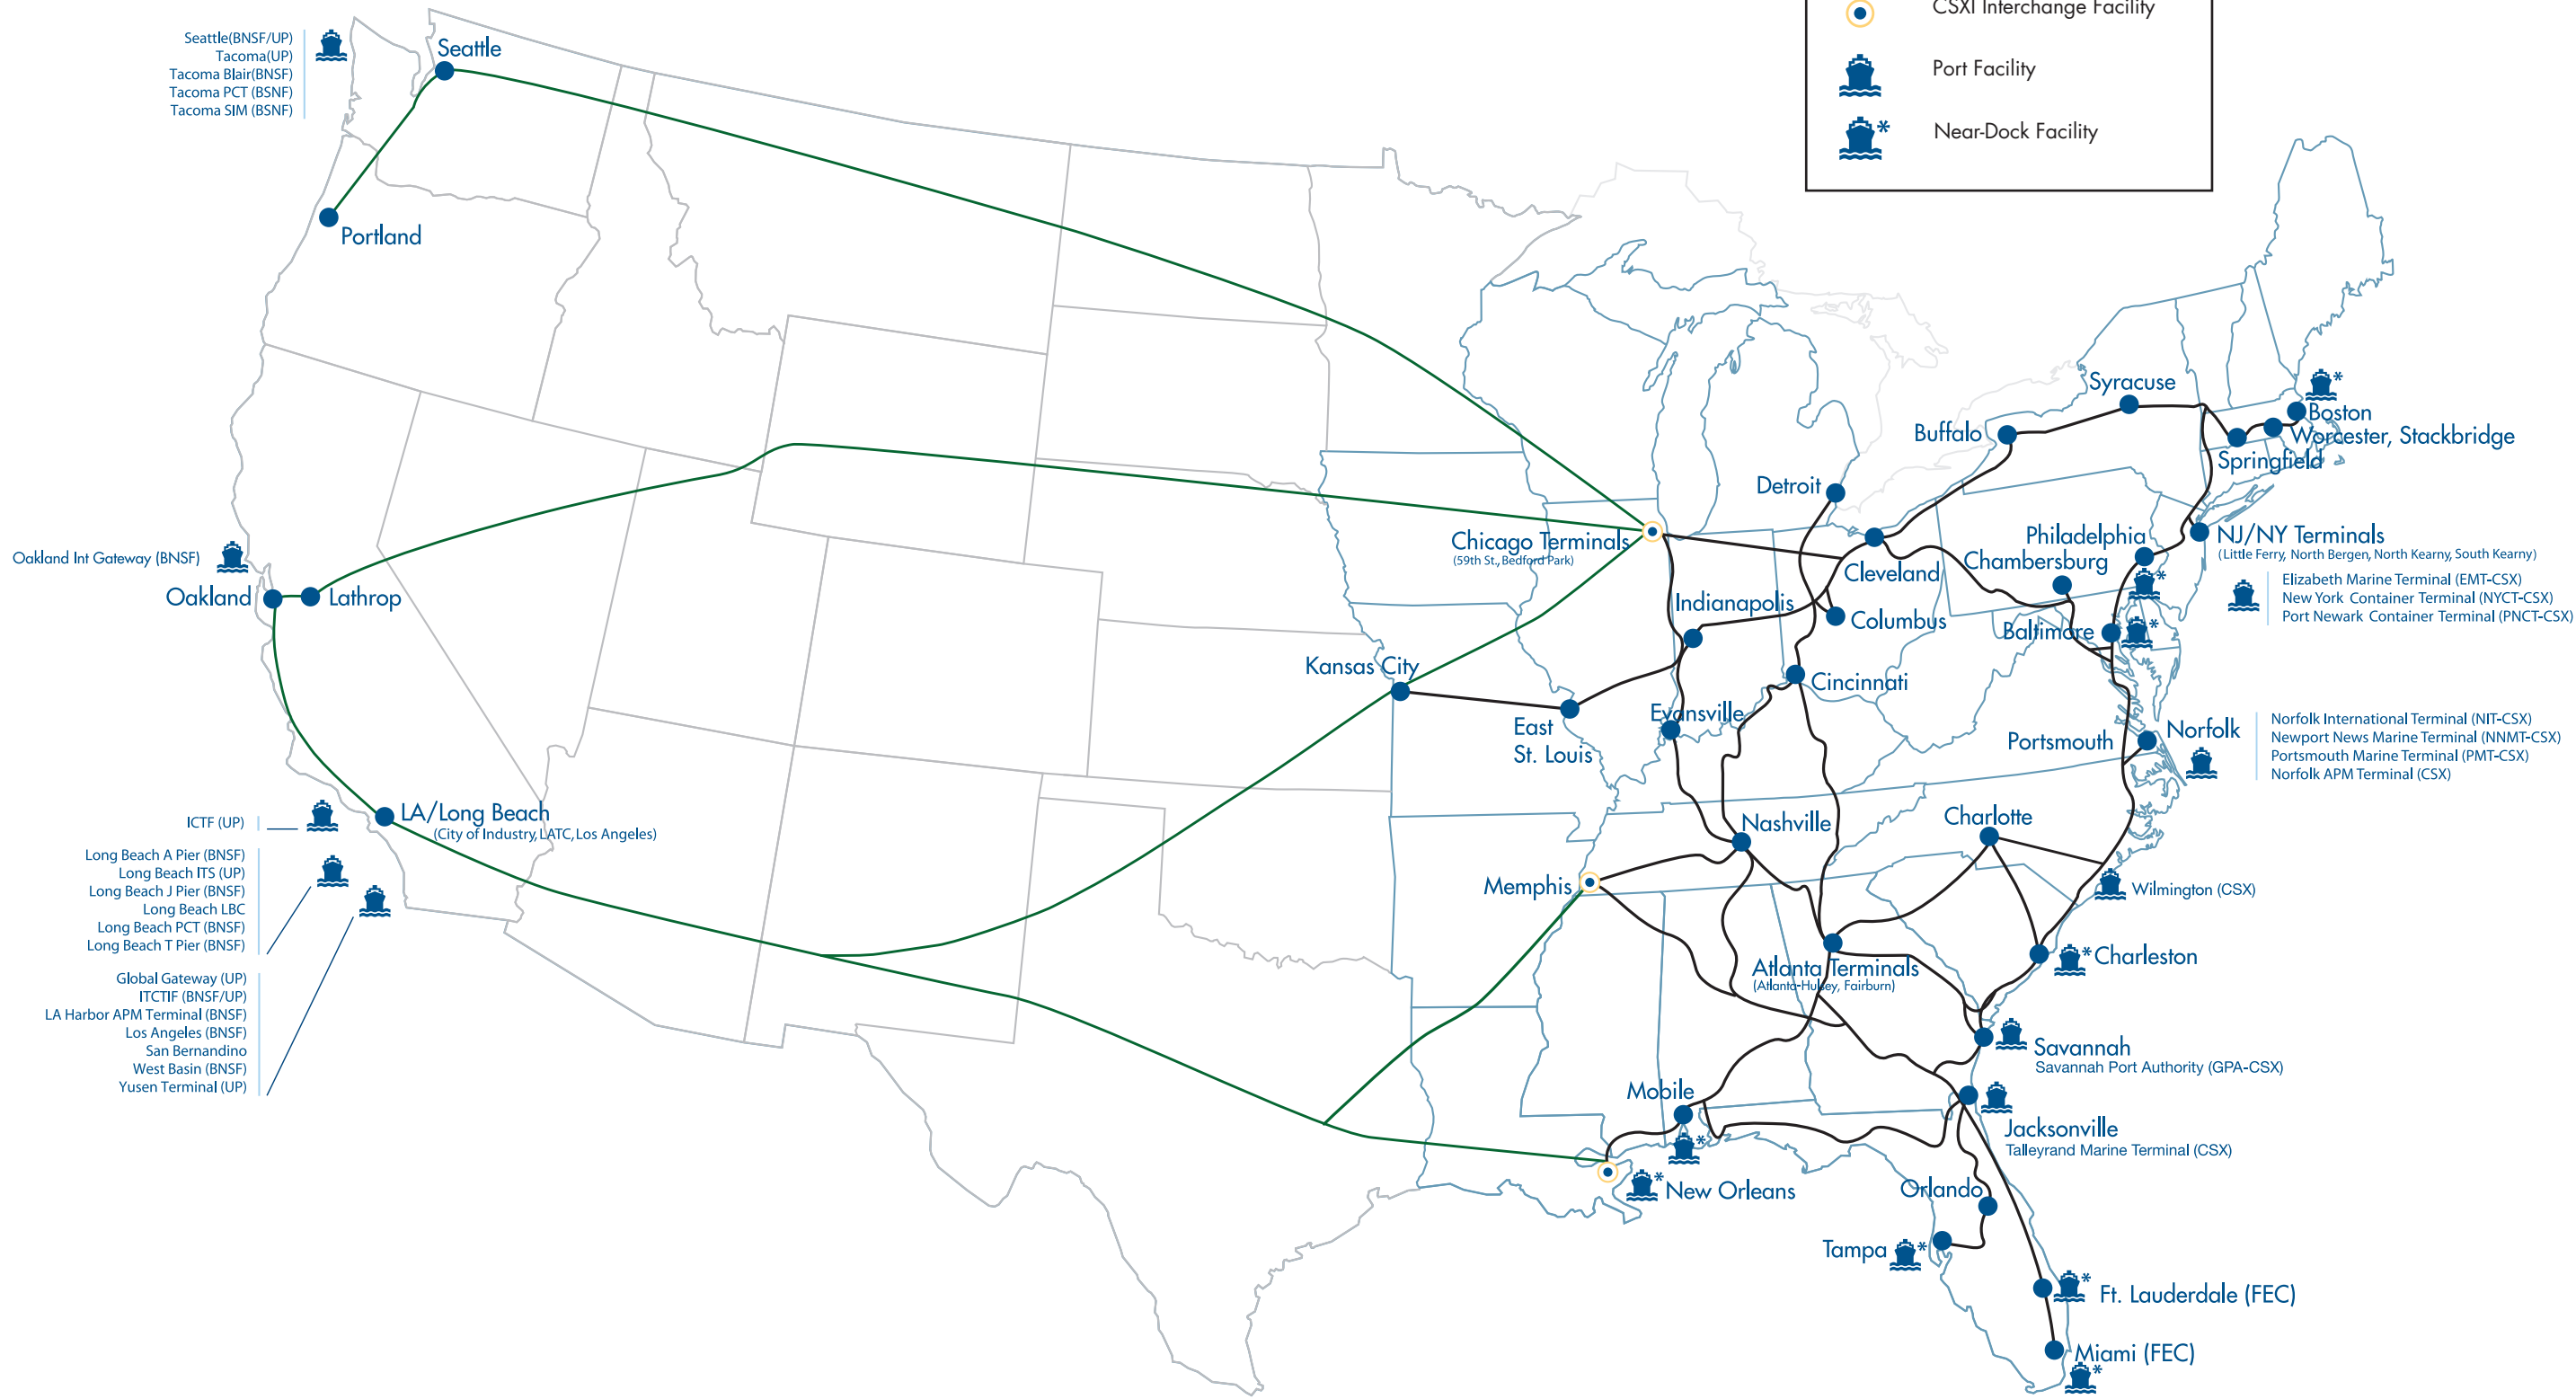 CSXI Interchange Facility
Port Facility
* Near-Dock Facility
Seattle(BNSF/UP)
Tacoma(UP)
Tacoma Blair(BNSF)
Tacoma PCT (BSNF)
Tacoma SIM (BSNF)
Seattle
Portland
Oakland Int Gateway (BNSF)
Oakland
Lathrop
LA/Long Beach
(City of Industry, LATC, Los Angeles)
ICTF (UP)
Long Beach A Pier (BNSF)
Long Beach ITS (UP)
Long Beach J Pier (BNSF)
Long Beach LBC
Long Beach PCT (BNSF)
Long Beach T Pier (BNSF)
Global Gateway (UP)
ITCTIF (BNSF/UP)
LA Harbor APM Terminal (BNSF)
Los Angeles (BNSF)
San Bernandino
West Basin (BNSF)
Yusen Terminal (UP)
Kansas City
East
St. Louis
Chicago Terminals
(59th St., Bedford Park)
Indianapolis
Evansville
Detroit
Cleveland
Columbus
Cincinnati
Buffalo
Syracuse
*
Boston
Worcester, Stackbridge
Springfield
NJ/NY Terminals
(Little Ferry, North Bergen, North Kearny, South Kearny)
Elizabeth Marine Terminal (EMT-CSX)
New York Container Terminal (NYCT-CSX)
Port Newark Container Terminal (PNCT-CSX)
Philadelphia
*
Chambersburg
Baltimore *
Portsmouth
Norfolk
Norfolk International Terminal (NIT-CSX)
Newport News Marine Terminal (NNMT-CSX)
Portsmouth Marine Terminal (PMT-CSX)
Norfolk APM Terminal (CSX)
Nashville
Memphis
Charlotte
Wilmington (CSX)
* Charleston
Atlanta Terminals
(Atlanta-Hulsey, Fairburn)
Savannah
Savannah Port Authority (GPA-CSX)
Mobile
*
* New Orleans
Jacksonville
Talleyrand Marine Terminal (CSX)
Orlando
Tampa *
* Ft. Lauderdale (FEC)
Miami (FEC)
*